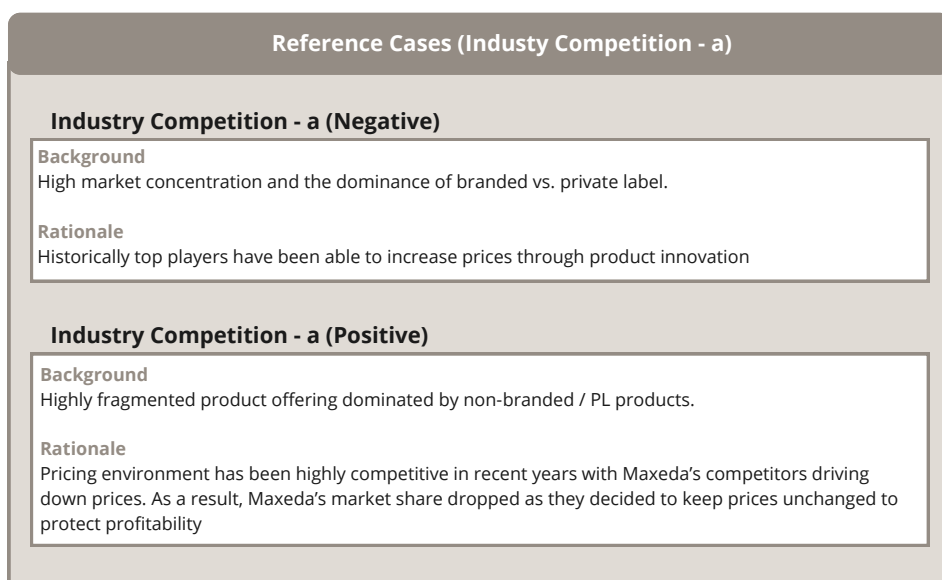 Reference Cases (Industy Competition - a)
Industry Competition - a (Negative)
Background
High market concentration and the dominance of branded vs. private label.
Rationale
Historically top players have been able to increase prices through product innovation
Industry Competition - a (Positive)
Background
Highly fragmented product offering dominated by non-branded / PL products.
Rationale
Pricing environment has been highly competitive in recent years with Maxeda’s competitors driving
down prices. As a result, Maxeda’s market share dropped as they decided to keep prices unchanged to
protect profitability